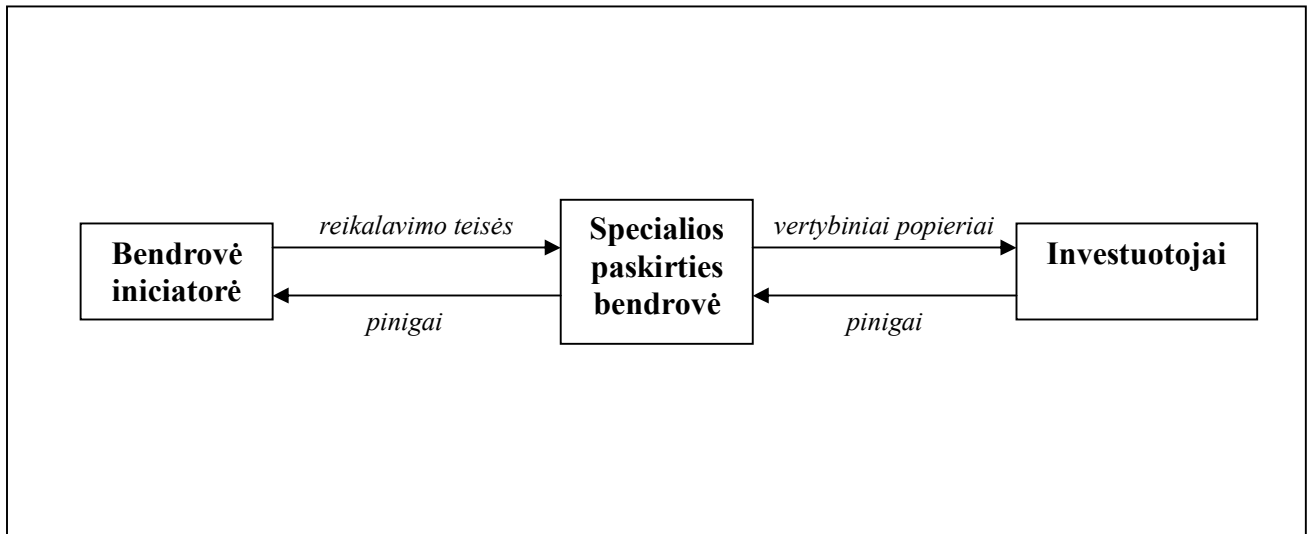 Bendrovė
iniciatorė
reikalavimo teisės
pinigai
Specialios
paskirties
bendrovė
vertybiniai popieriai
pinigai
Investuotojai